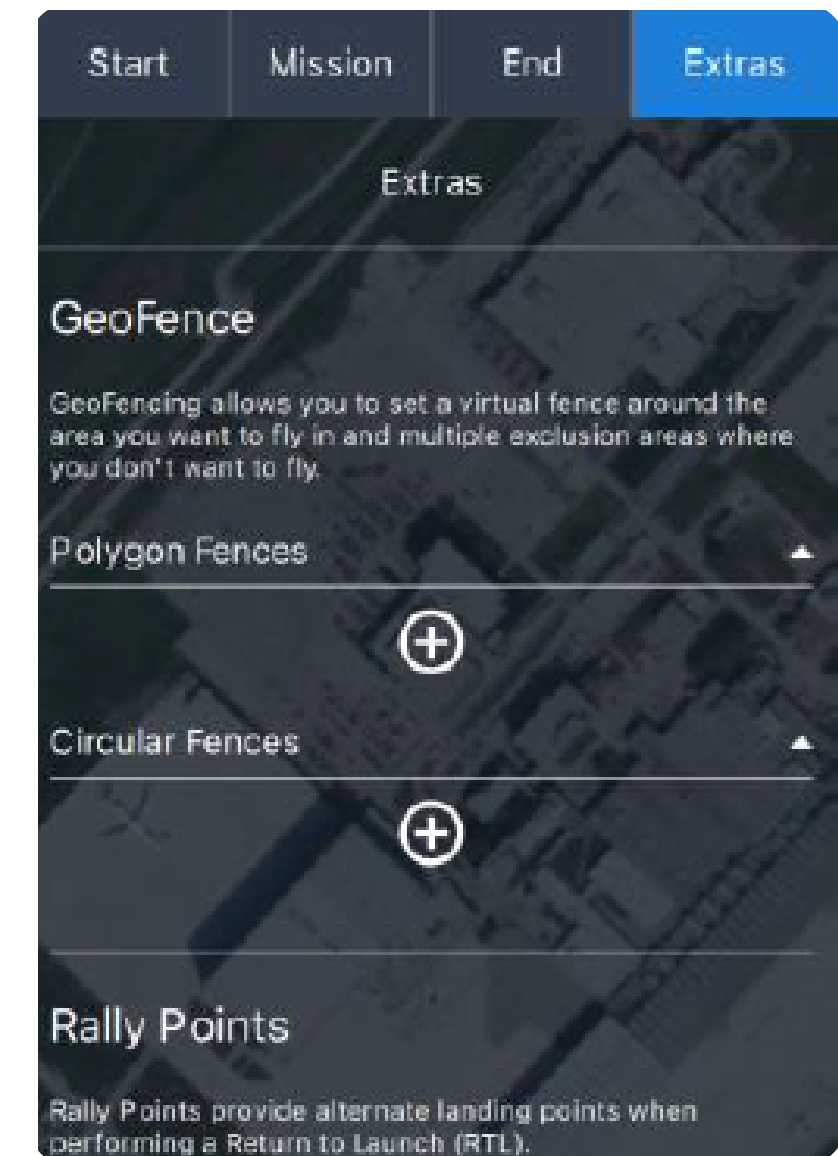 Start Mission End Extras
Extras
GeoFence
GeoFencing allows you to set a virtual fence around the
area you want to fly in and multiple exclusion areas where
you don't want to fly.
Polygon Fences
Circular Fences
Rally Points
Rally Points provide alternate landing points when
performing a Return to Launch (RTL).